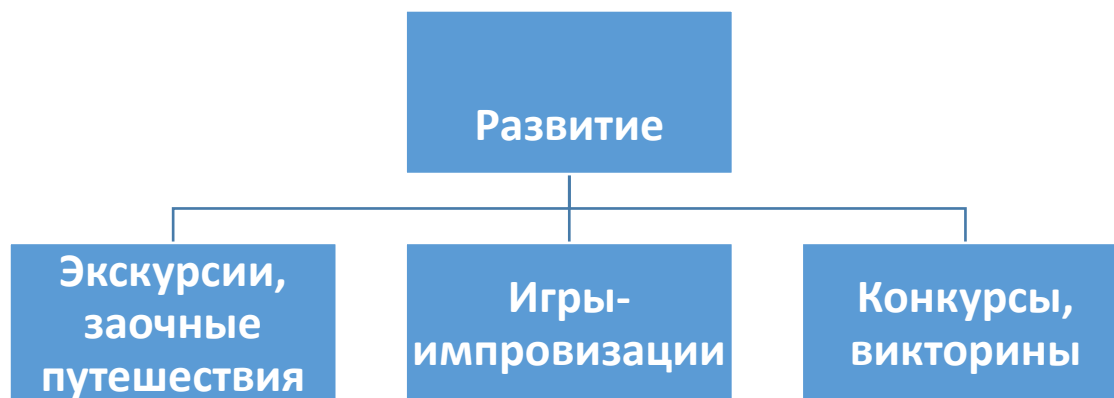 Развитие
Экскурсии,
заочные
путешествия
Игры-
импровизации
Конкурсы,
викторины